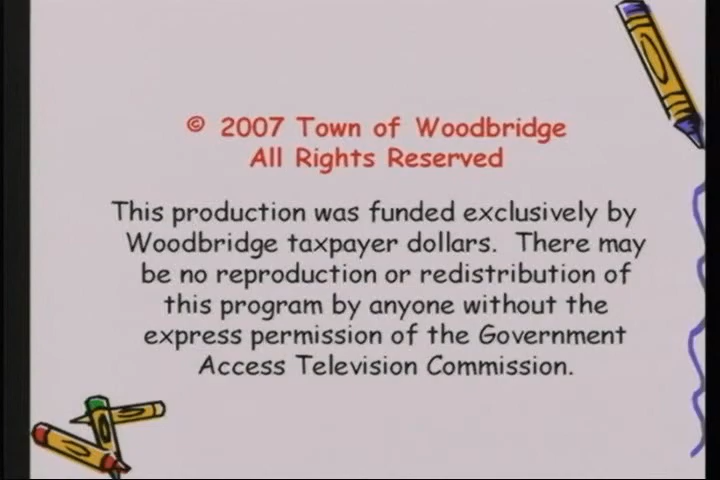 © 2007 Town of Woodbridge
All Rights Reserved
This production was funded exclusively by
Woodbridge taxpayer dollars. There may
be no reproduction or redistribution of
this program by anyone without the
express permission of the Government
Access Television Commission.